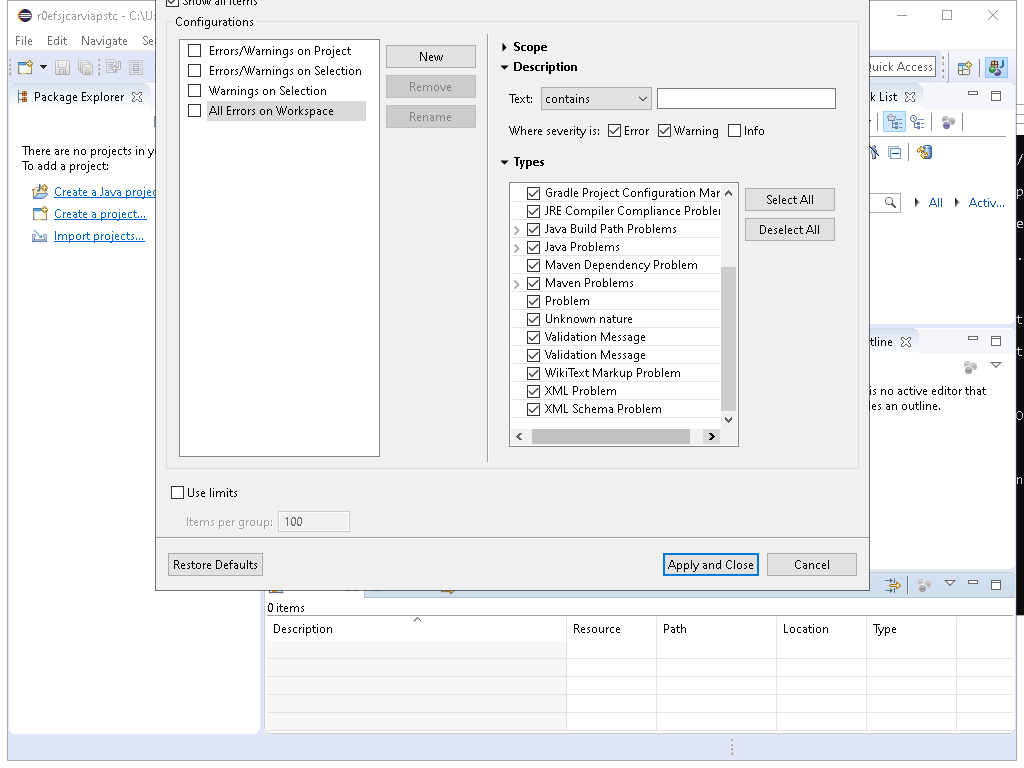 r0efsjcarviapstc - C:\Us
Show all items
File Edit Navigate Se
Configurations
Errors/Warnings on Project
Errors/Warnings on Selection
Warnings on Selection
All Errors on Workspace
New
Remove
Rename
Scope
Description
Text: contains
Where severity is: Error Warning Info
Types
Gradle Project Configuration Mar
JRE Compiler Compliance Problem
Java Build Path Problems
Java Problems
Maven Dependency Problem
Maven Problems
Problem
Unknown nature
Validation Message
Validation Message
WikiText Markup Problem
XML Problem
XML Schema Problem
Select All
Deselect All
Use limits
Items per group: 100
Restore Defaults
Apply and Close
Cancel
Quick Access
Package Explorer
There are no projects in y
To add a project:
Create a Java projec
Create a project...
Import projects...
k List
All Activ...
tline
is no active editor that
les an outline.
0 items
Description Resource Path Location Type